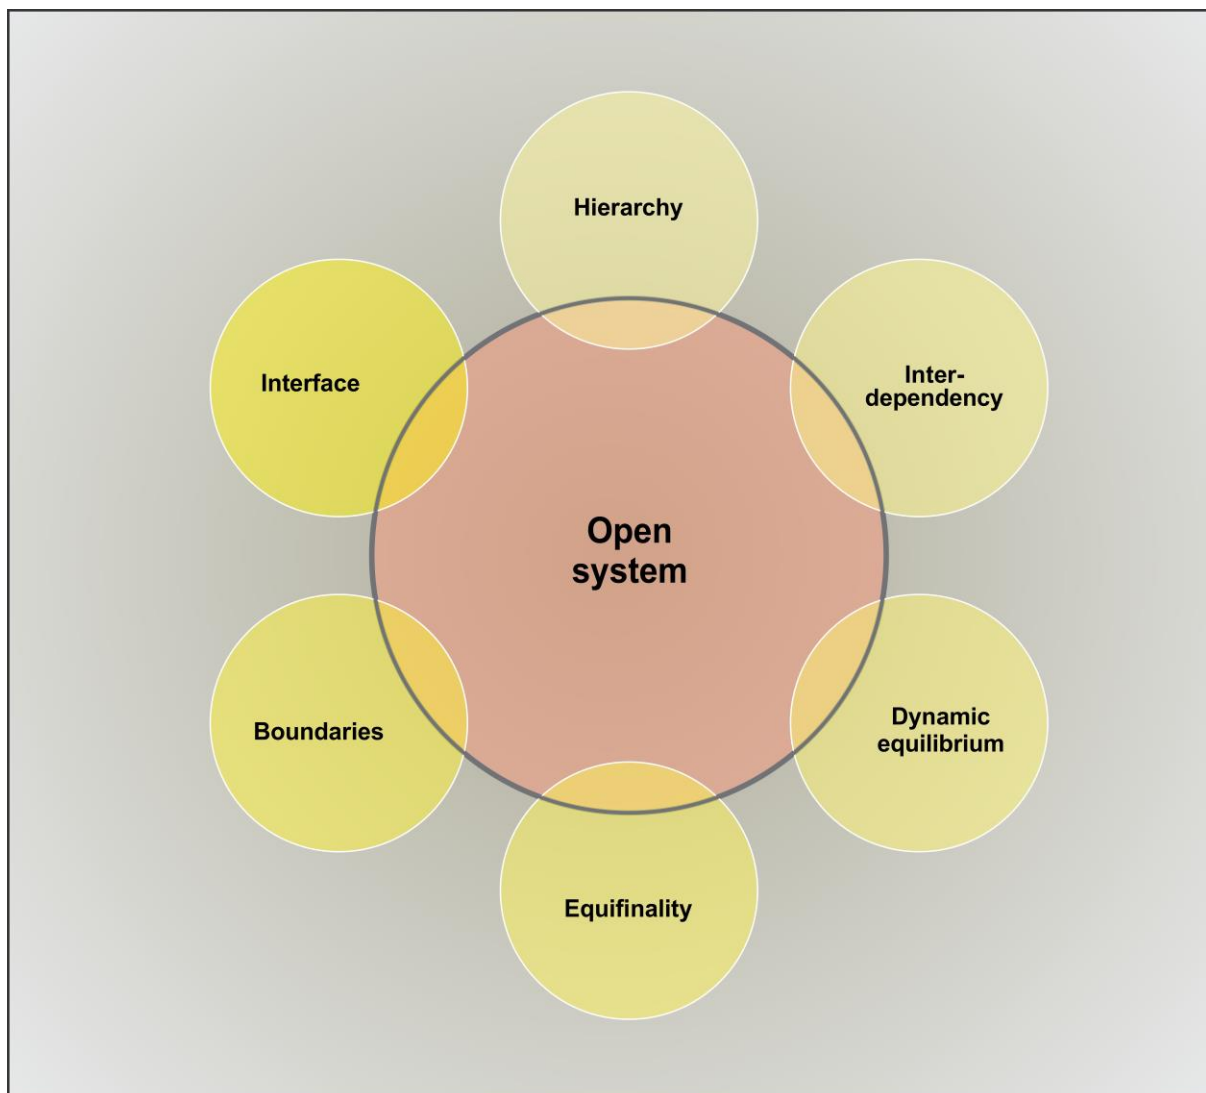 Hierarchy
Interface
Inter-
dependency
Open
system
Boundaries
Dynamic
equilibrium
Equifinality